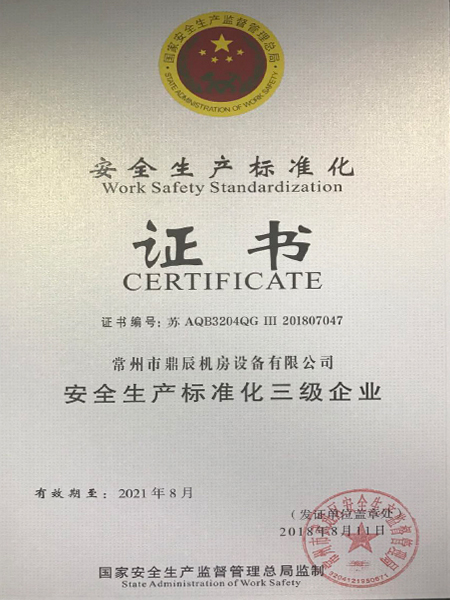 国家安全生产监督管理总局
STATE ADMINISTRATION OF WORK SAFETY
安全生产标准化
Work Safety Standardization
证书
CERTIFICATE
证书编号: 苏 AQB3204QG III 201807047
常州市鼎辰机房设备有限公司
安全生产标准化三级企业
有效期至: 2021 年 8 月
(发证单位盖章处)
2018年8月11日
国家安全生产监督管理总局监制
State Administration of Work Safety